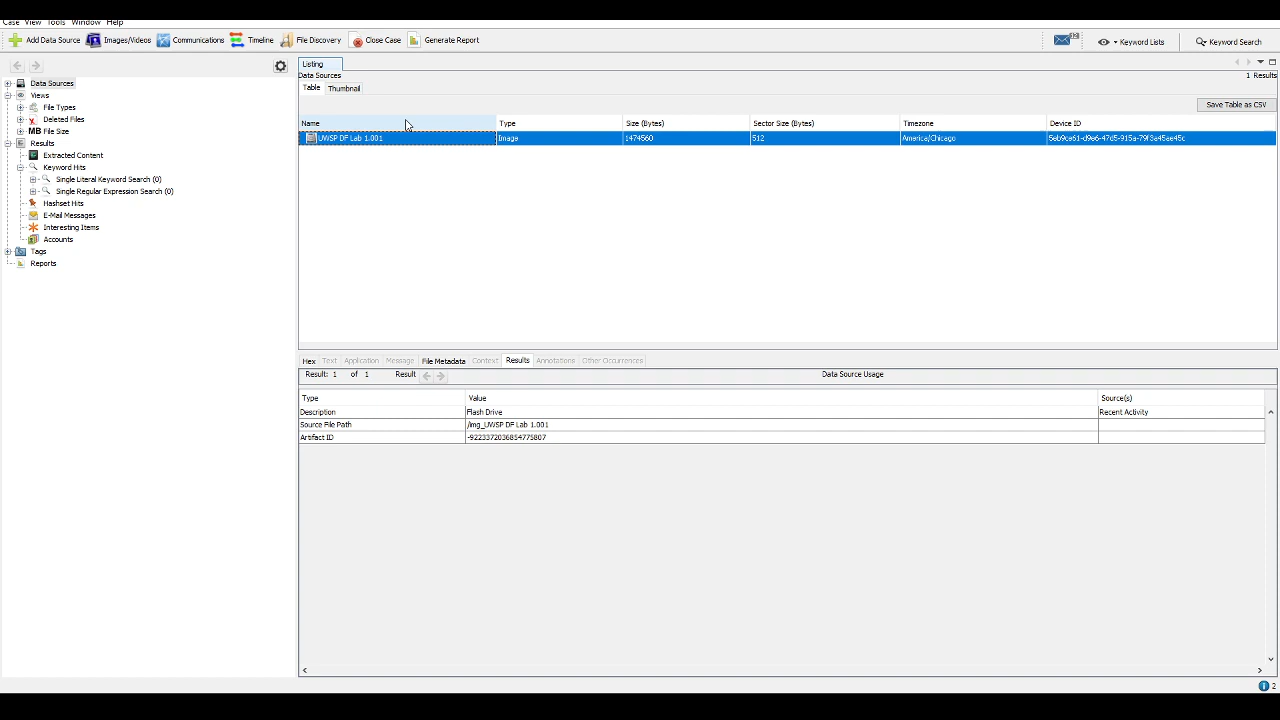 Case View Tools Window Help
Add Data Source Images/Videos Communications Timeline File Discovery Close Case Generate Report 12 Keyword Lists Keyword Search
Data Sources
Views
File Types
Deleted Files
MB File Size
Results
Extracted Content
Keyword Hits
Single Literal Keyword Search (0)
Single Regular Expression Search (0)
Hashset Hits
E-Mail Messages
Interesting Items
Accounts
Tags
Reports
Listing
Data Sources 1 Results
Table Thumbnail
Save Table as CSV
Name Type Size (Bytes) Sector Size (Bytes) Timezone Device ID
UWSP DF Lab 1.001 Image 1474560 512 America/Chicago
Hex Text Application Message File Metadata Context Results Annotations Other Occurrences
Result: 1 of 1 Result Data Source Usage
Type Value Source(s)
Description Flash Drive Recent Activity
Source File Path /img_UWSP DF Lab 1.001
Artifact ID -9223372036854775807
2